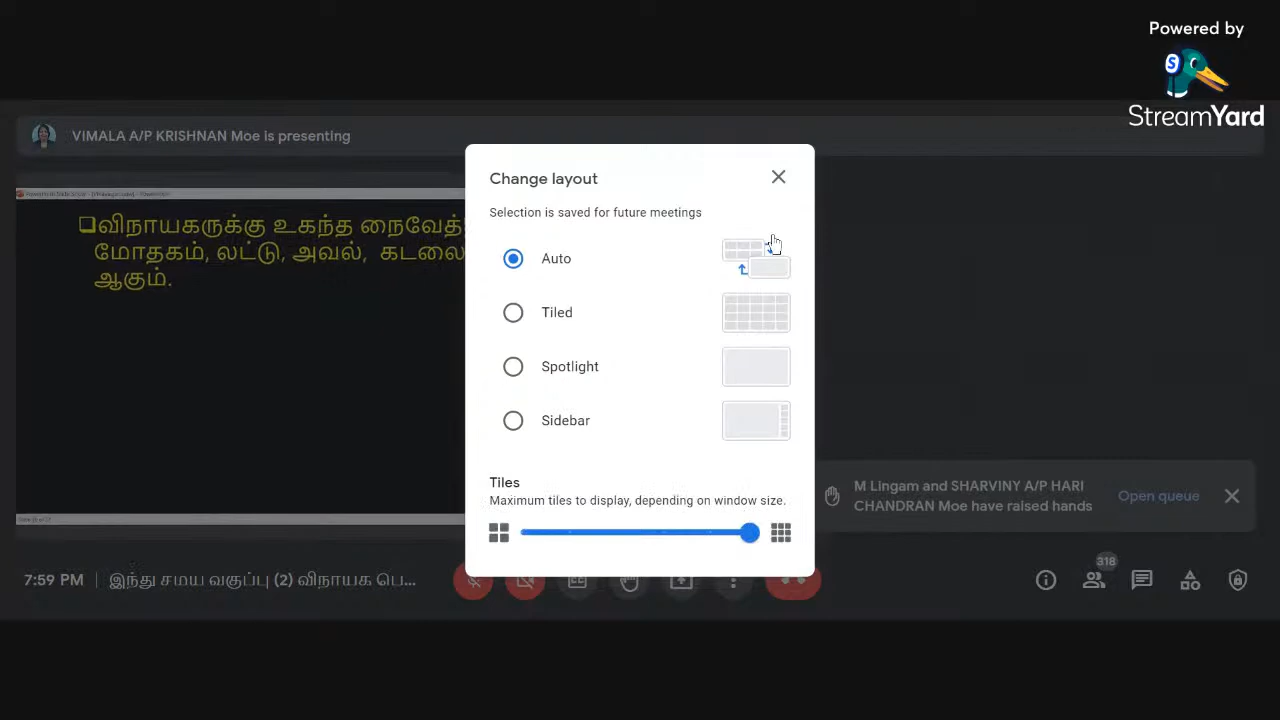 Powered by
StreamYard
VIMALA A/P KRISHNAN Moe is presenting
❑விநாயகருக்கு உகந்த
மோதகம், லட்டு, அவல், கடலை
ஆகும்.
Change layout
Selection is saved for future meetings
Auto
Tiled
Spotlight
Sidebar
Tiles
Maximum tiles to display, depending on window size.
M Lingam and SHARVINY A/P HARI
CHANDRAN Moe have raised hands
Open queue
7:59 PM | இந்து சமய வகுப்பு (2) விநாயக பெ...
318